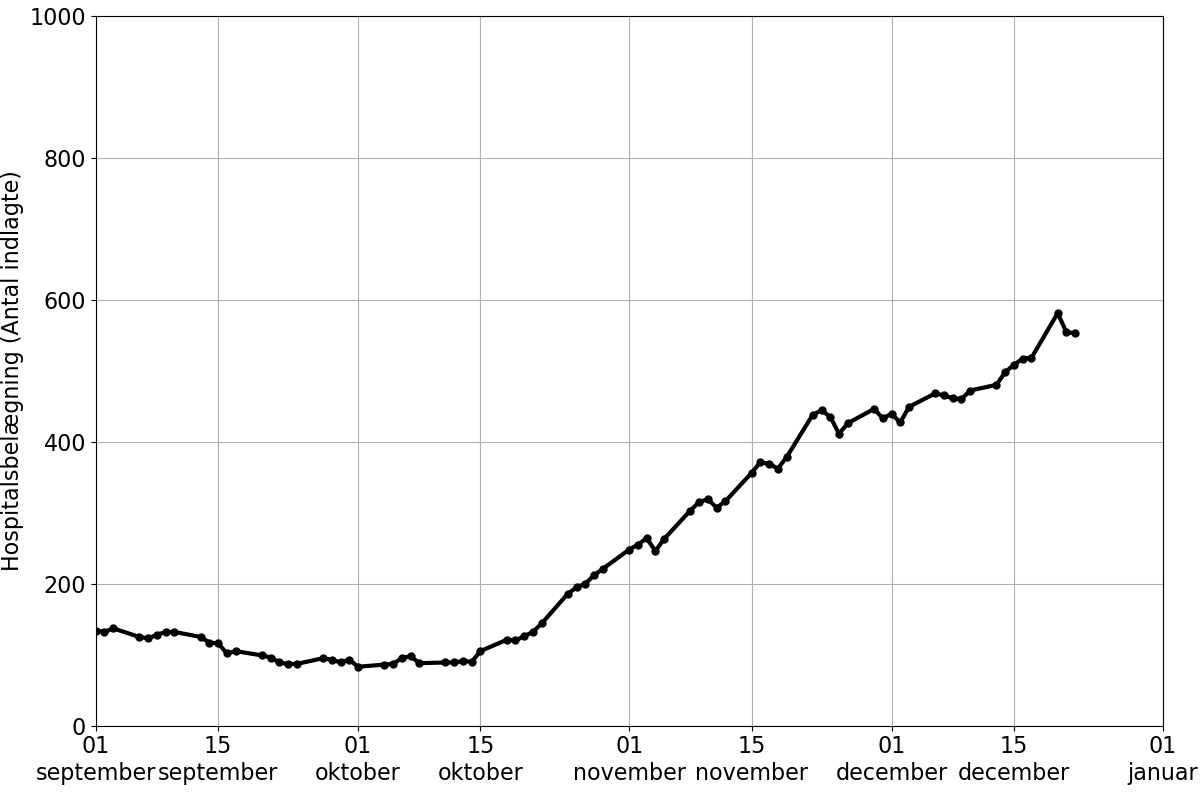 1000
800
600
400
200
0
Hospitalsbelægning (Antal indlagte)
01 15 01 15 01 15 01 15 01
september september oktober oktober november november december december januar